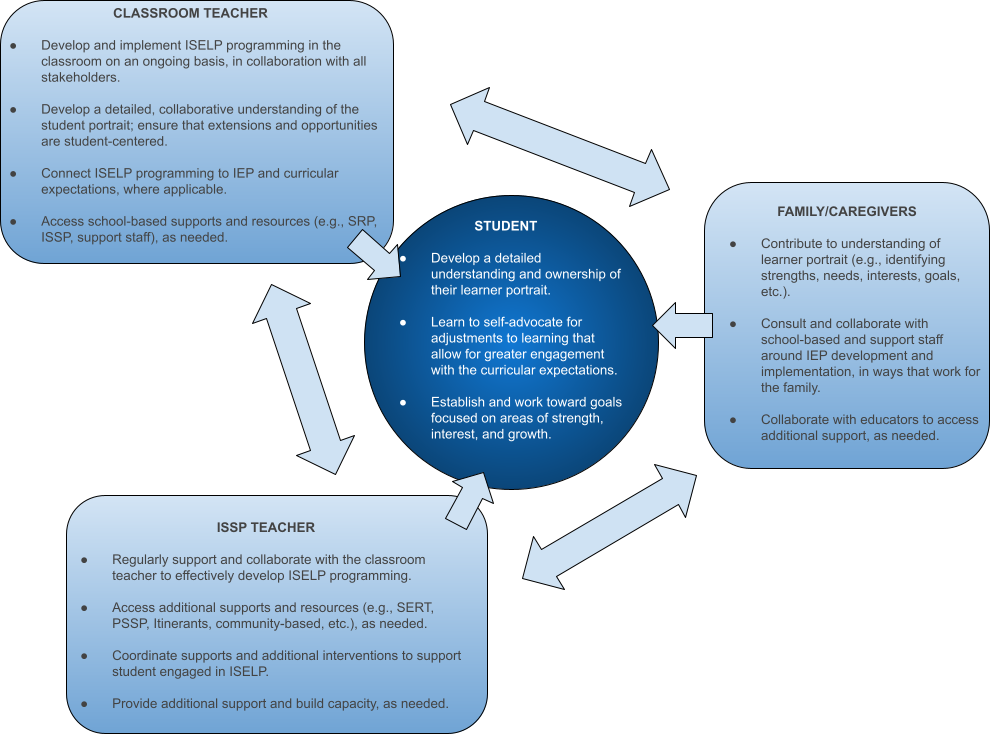 CLASSROOM TEACHER
● Develop and implement ISELP programming in the
classroom on an ongoing basis, in collaboration with all
stakeholders.
● Develop a detailed, collaborative understanding of the
student portrait; ensure that extensions and opportunities
are student-centered.
● Connect ISELP programming to IEP and curricular
expectations, where applicable.
● Access school-based supports and resources (e.g., SRP,
ISSP, support staff), as needed.
STUDENT
● Develop a detailed
understanding and ownership of
their learner portrait.
● Learn to self-advocate for
adjustments to learning that
allow for greater engagement
with the curricular expectations.
● Establish and work toward goals
focused on areas of strength,
interest, and growth.
FAMILY/CAREGIVERS
● Contribute to understanding of
learner portrait (e.g., identifying
strengths, needs, interests, goals,
etc.).
● Consult and collaborate with
school-based and support staff
around IEP development and
implementation, in ways that work for
the family.
● Collaborate with educators to access
additional support, as needed.
ISSP TEACHER
● Regularly support and collaborate with the classroom
teacher to effectively develop ISELP programming.
● Access additional supports and resources (e.g., SERT,
PSSP, Itinerants, community-based, etc.), as needed.
● Coordinate supports and additional interventions to support
student engaged in ISELP.
● Provide additional support and build capacity, as needed.